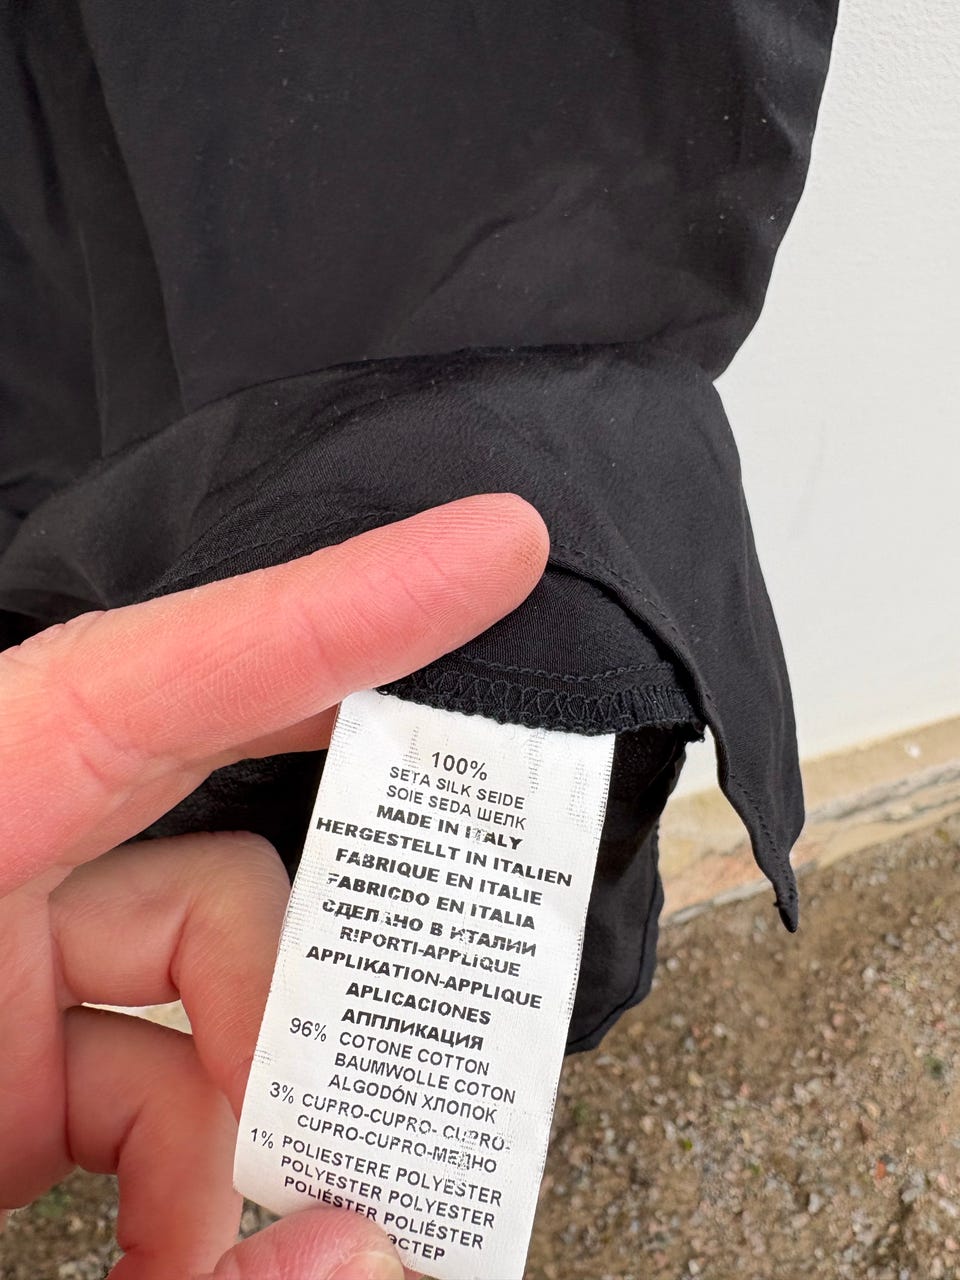 100%
SETA SILK SEIDE
SOIE SEDA ШЕЛК
MADE IN ITALY
HERGESTELLT IN ITALIEN
FABRIQUE EN ITALIE
FABRICDO EN ITALIA
СДЕЛАНО В ИТАЛИИ
RIPORTI-APPLIQUE
APPLIKATION-APPLIQUE
APLICACIONES
АППЛИКАЦИЯ
96% COTONE COTTON
BAUMWOLLE COTON
ALGODÓN ХЛОПОК
3% CUPRO-CUPRO- CUPRO-
CUPRO-CUPRO-МЕДНО
1% POLIESTERE POLYESTER
POLYESTER POLYESTER
POLIÉSTER POLIÉSTER